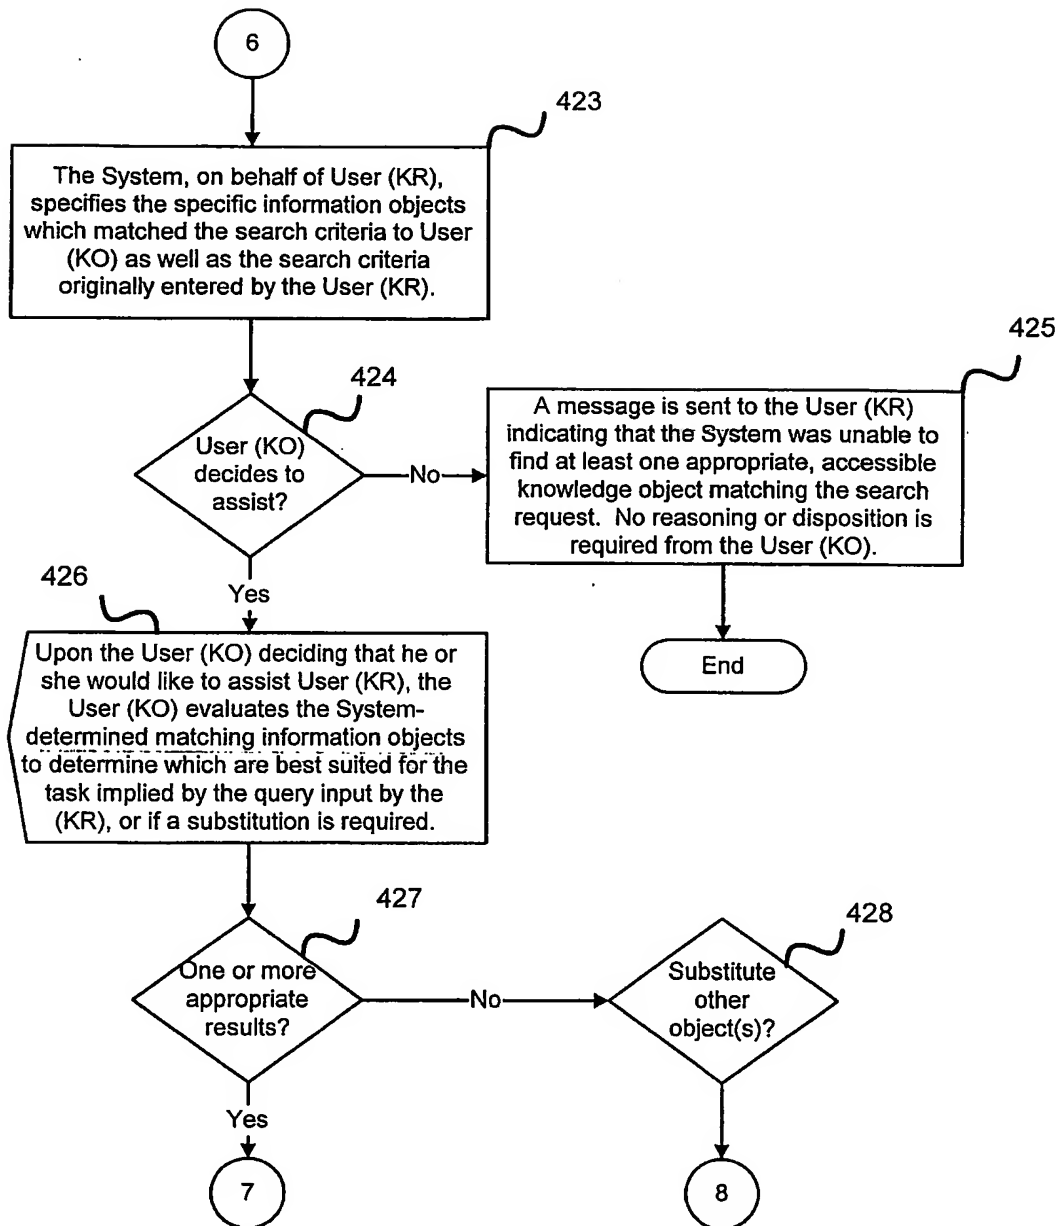 6
423
The System, on behalf of User (KR),
specifies the specific information objects
which matched the search criteria to User
(KO) as well as the search criteria
originally entered by the User (KR).
424
User (KO)
decides to
assist?
No
425
A message is sent to the User (KR)
indicating that the System was unable to
find at least one appropriate, accessible
knowledge object matching the search
request. No reasoning or disposition is
required from the User (KO).
End
Yes
426
Upon the User (KO) deciding that he or
she would like to assist User (KR), the
User (KO) evaluates the System-
determined matching information objects
to determine which are best suited for the
task implied by the query input by the
(KR), or if a substitution is required.
427
One or more
appropriate
results?
No
428
Substitute
other
object(s)?
Yes
7
8